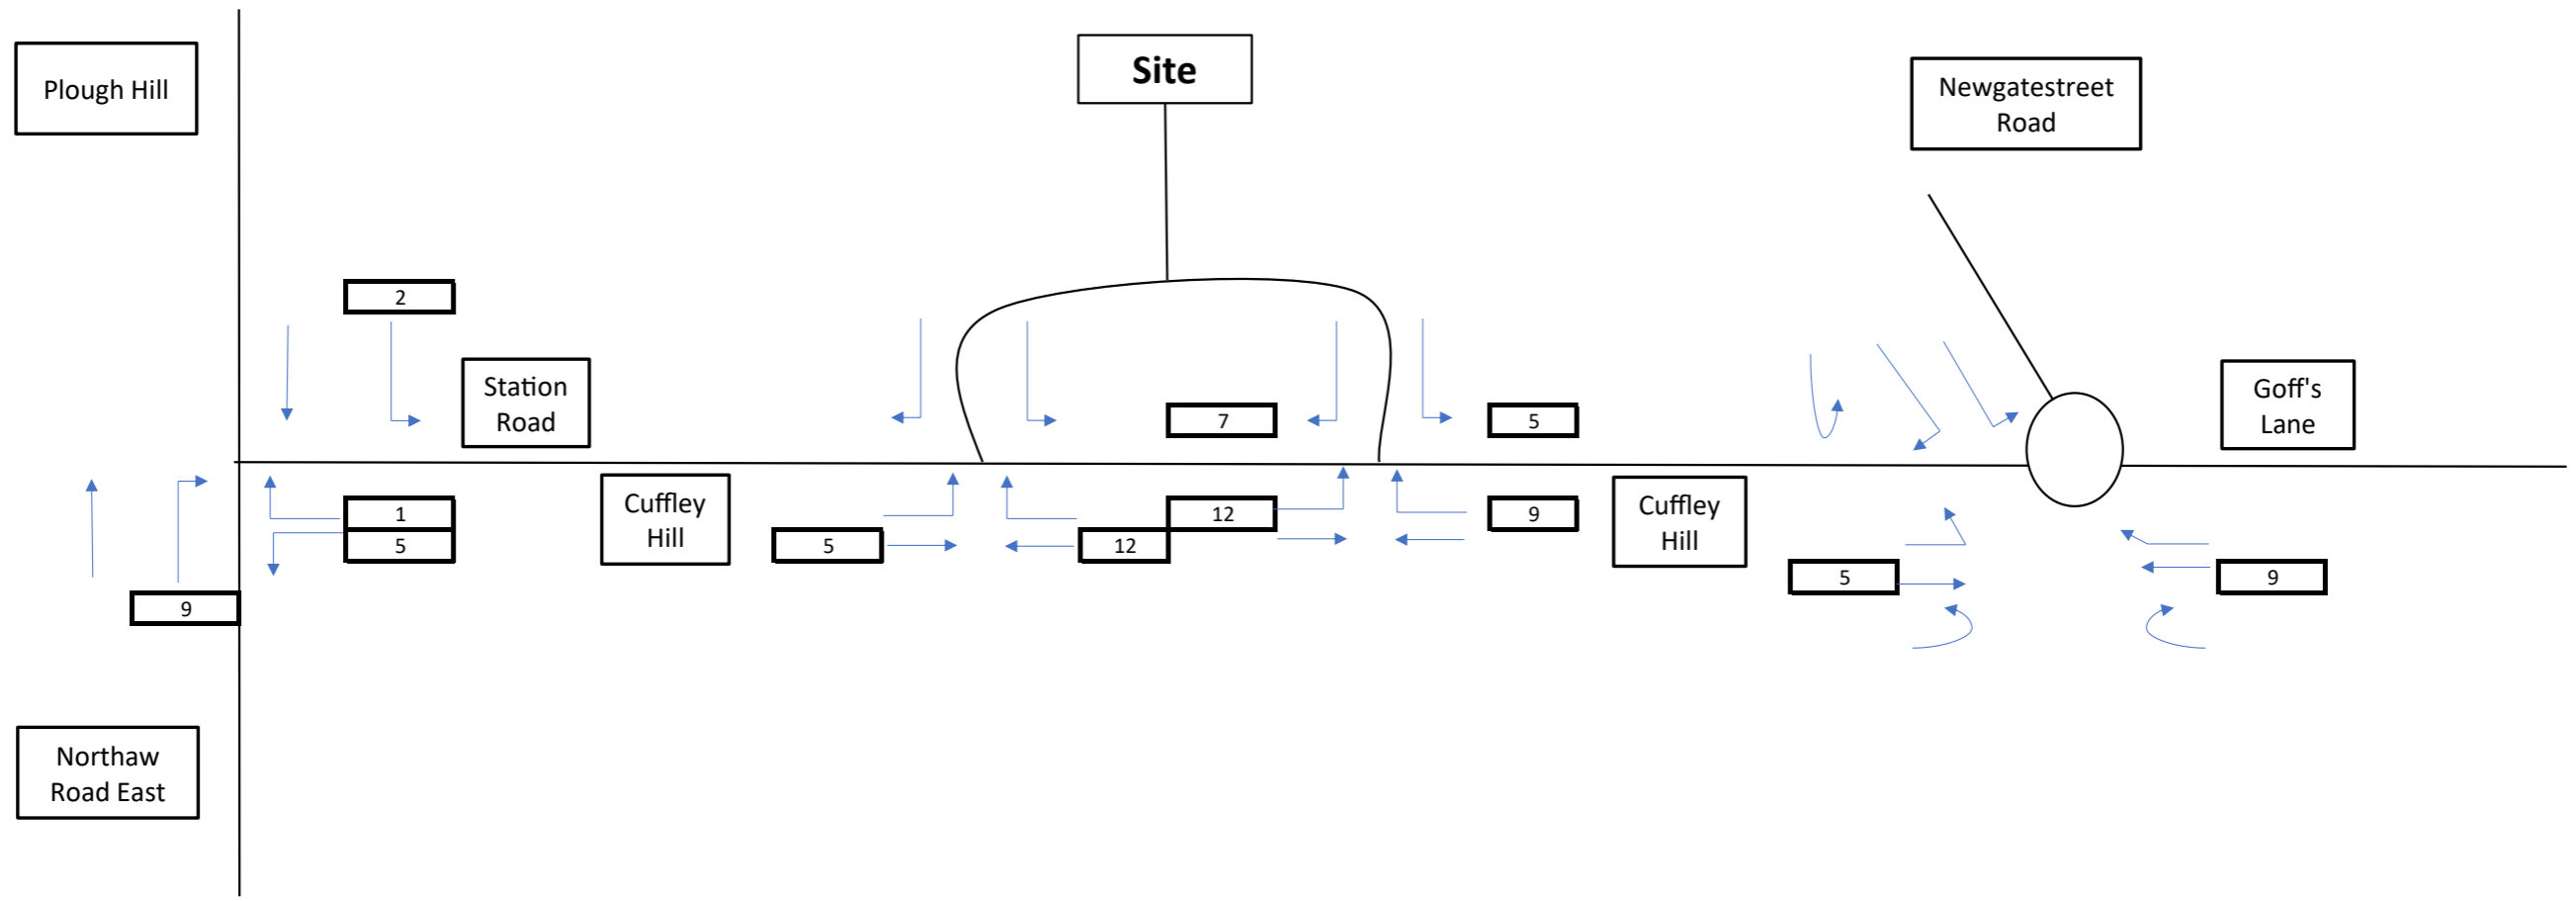 Site
Plough Hill
Newgatestreet
Road
2
Station
Road
Goff's
Lane
7
5
Cuffley
Hill
Cuffley
Hill
1
12
9
5
5
12
5
9
9
Northaw
Road East